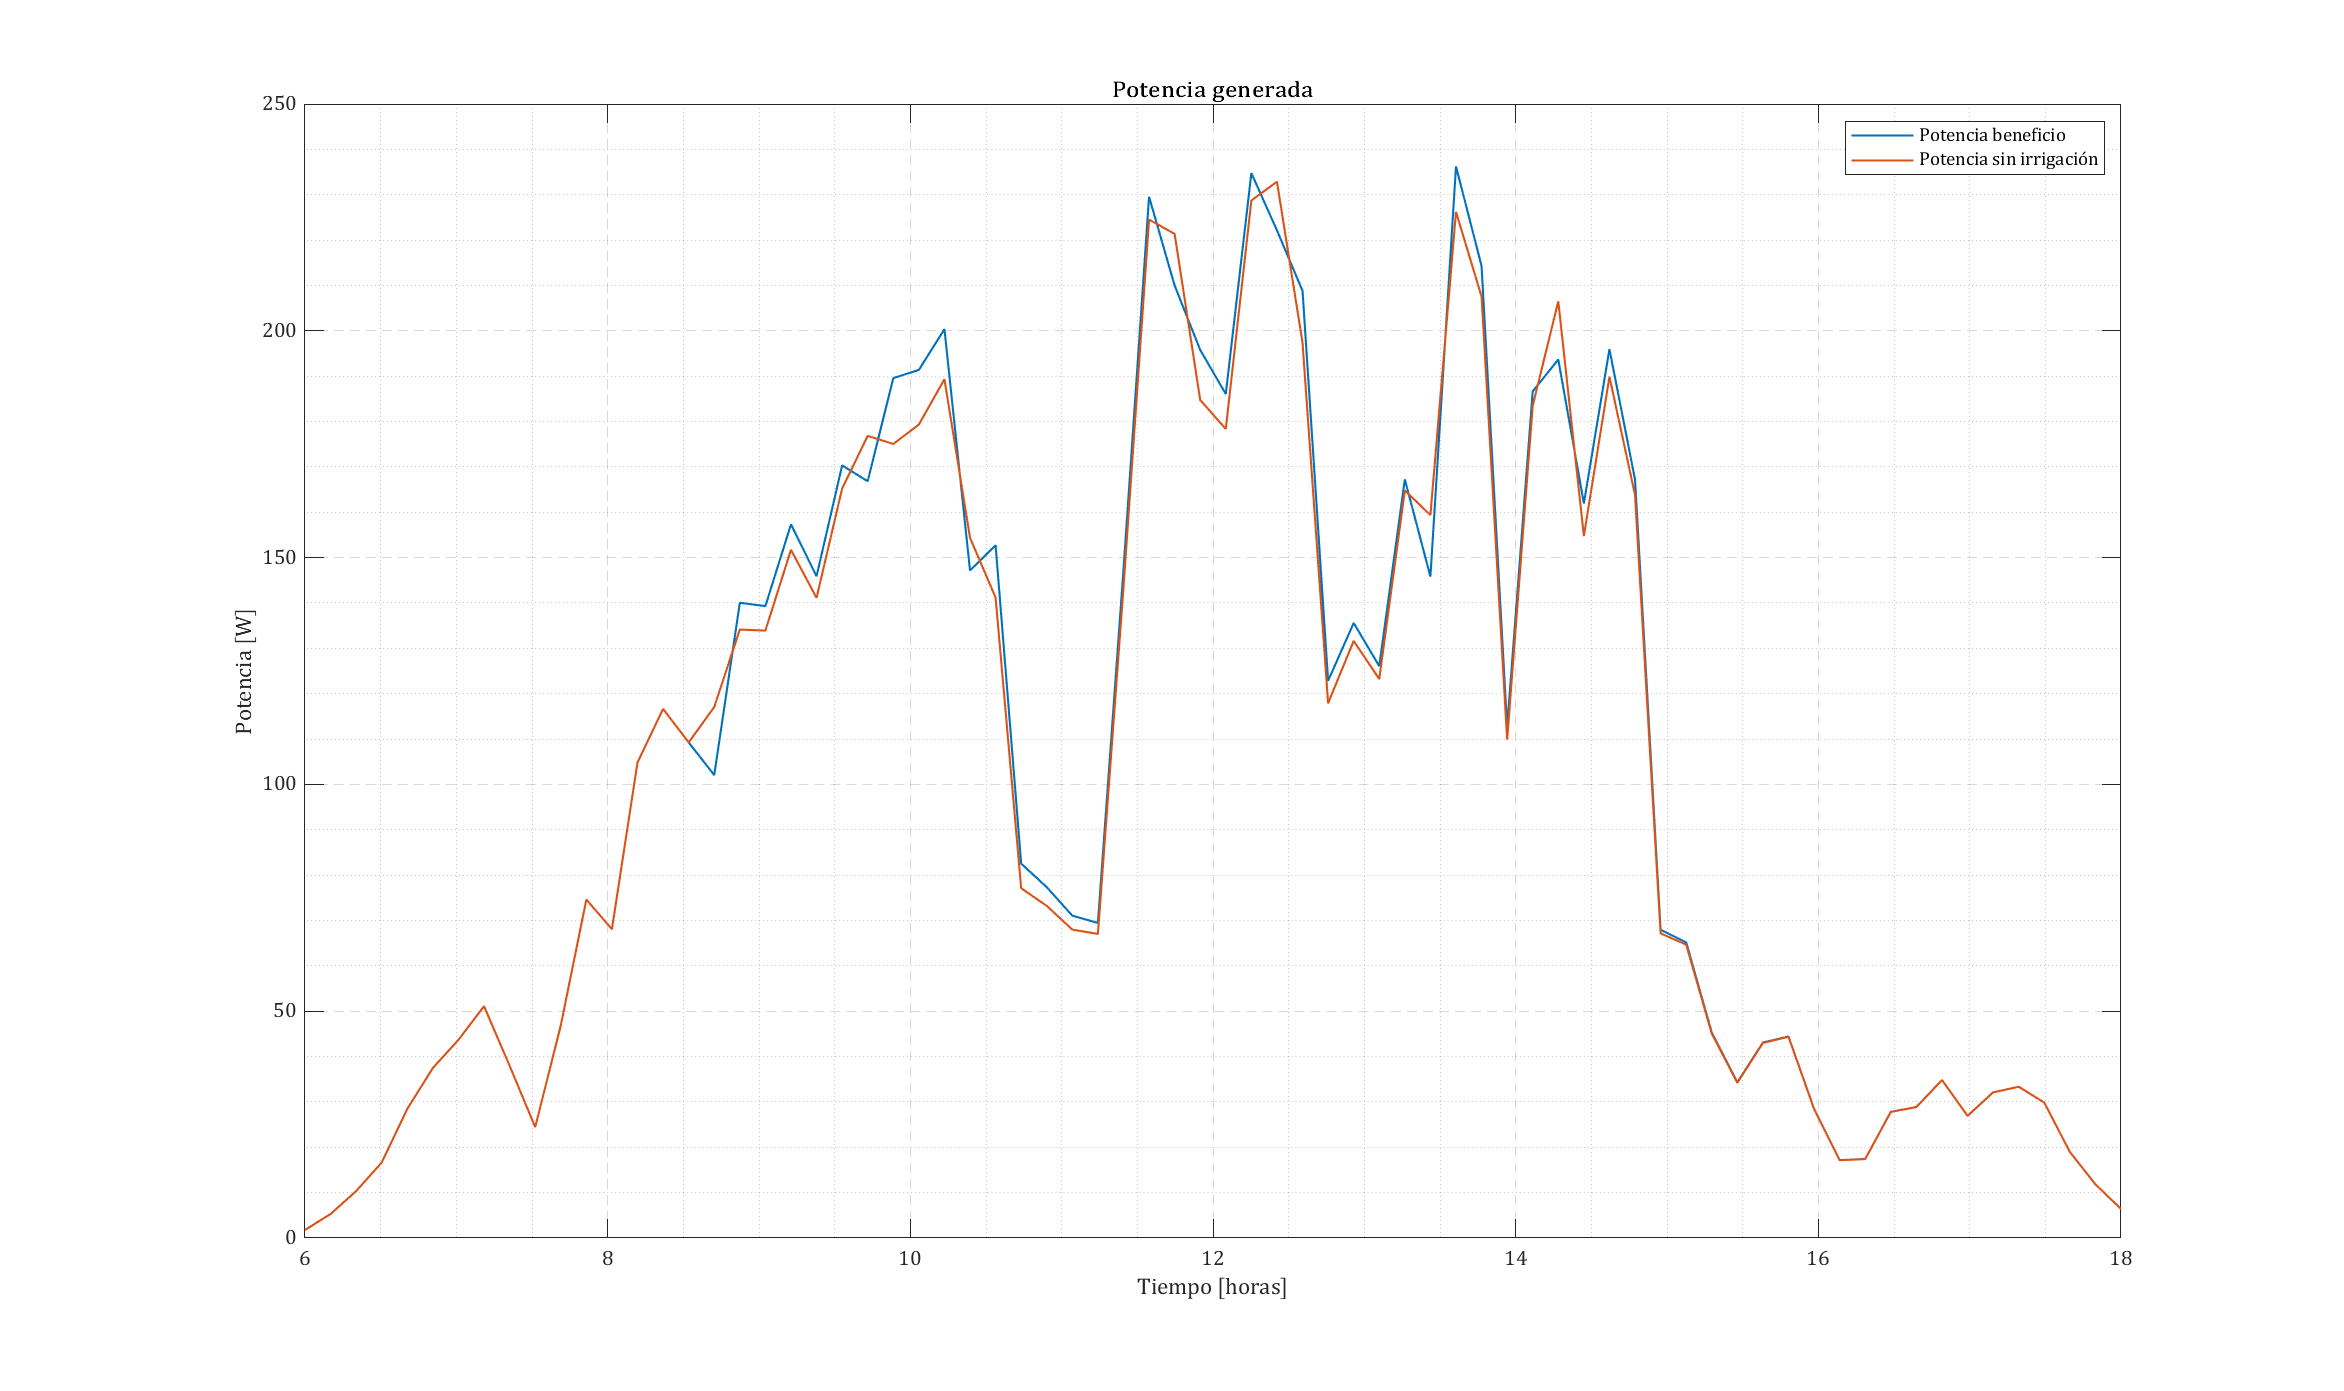 Potencia generada
250
200
150
100
50
0
Potencia [W]
Potencia beneficio
Potencia sin irrigación
6 8 10 12 14 16 18
Tiempo [horas]